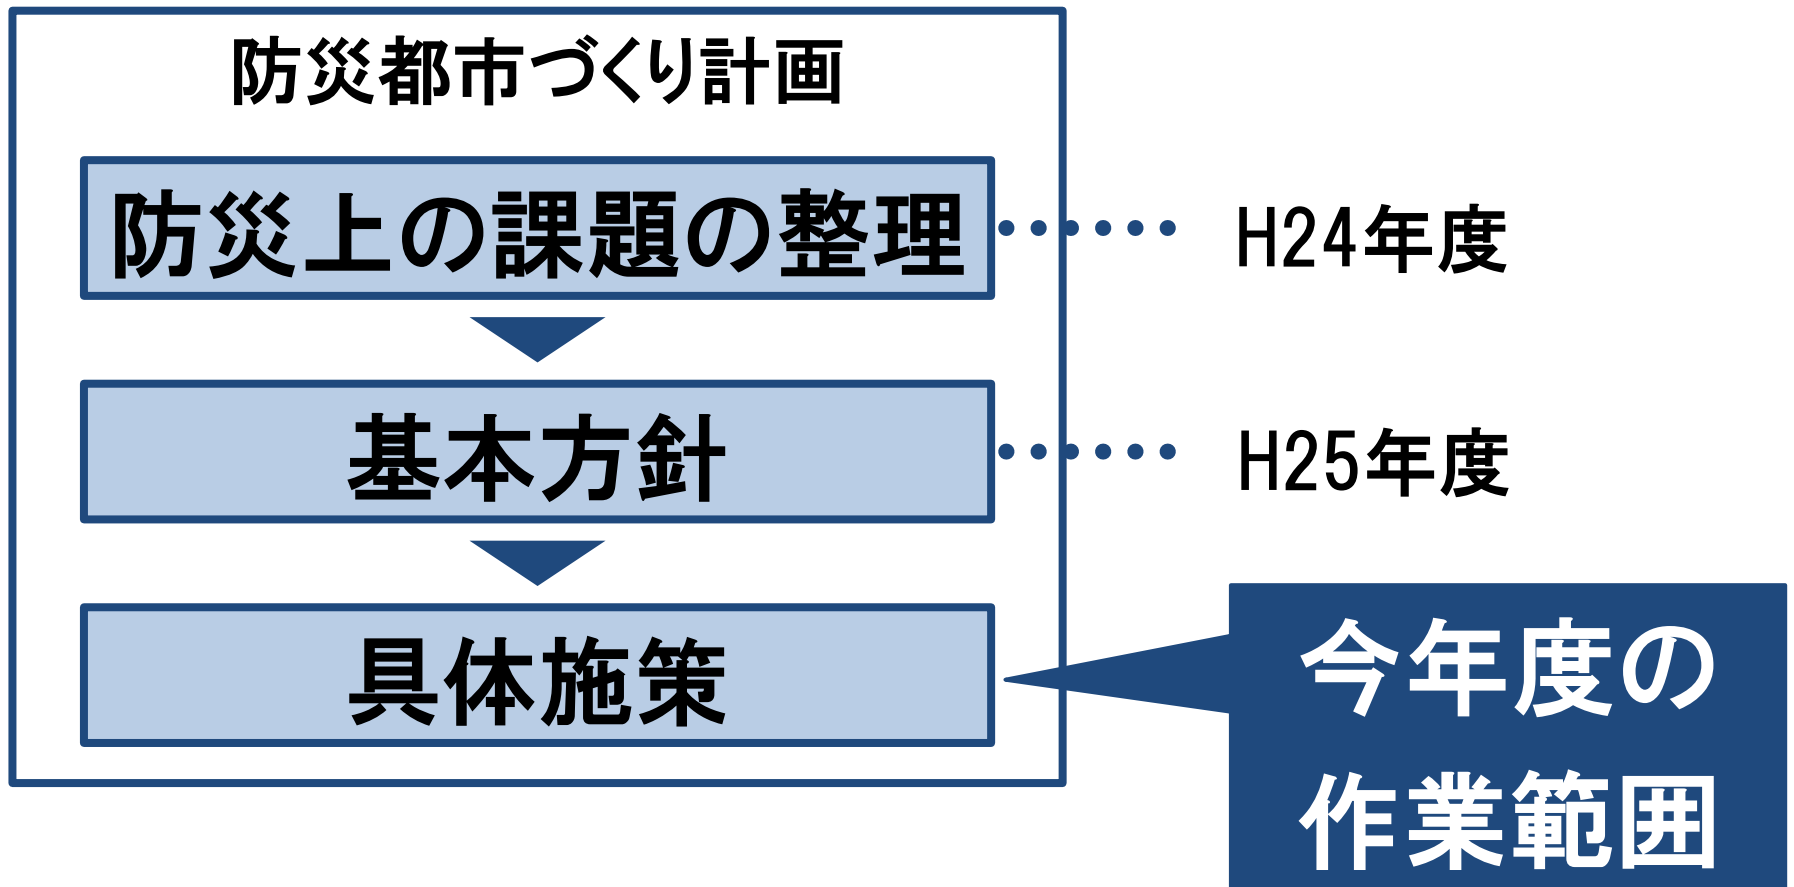 防災都市づくり計画
防災上の課題の整理
H24年度
基本方針
H25年度
具体施策
今年度の
作業範囲